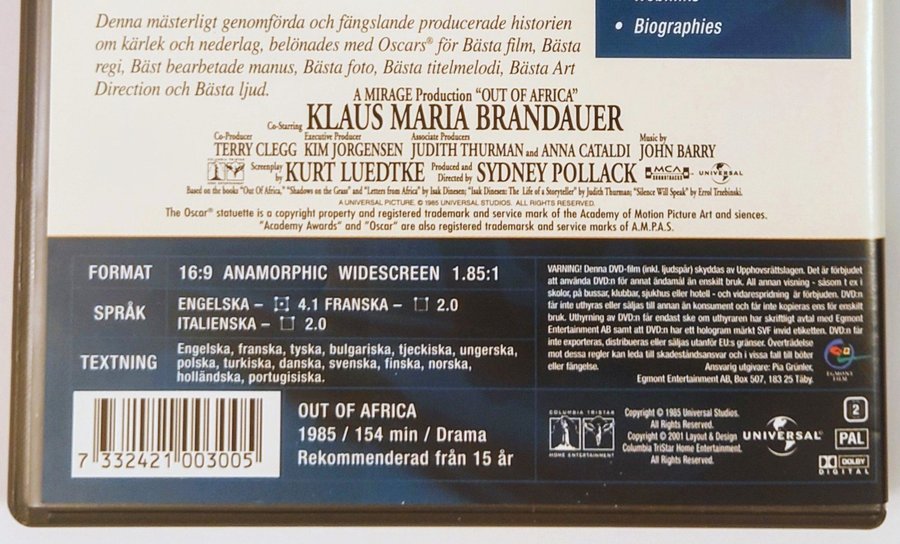 Denna mästerligt genomförda och fängslande producerade historien
om kärlek och nederlag, belönades med Oscars® för Bästa film, Bästa
regi, Bäst bearbetade manus, Bästa foto, Bästa titelmelodi, Bästa Art
Direction och Bästa ljud.
• Biographies
A MIRAGE Production "OUT OF AFRICA"
Co-Starring KLAUS MARIA BRANDAUER
Co-Producer Executive Producer Associate Producers Music by
TERRY CLEGG KIM JORGENSEN JUDITH THURMAN and ANNA CATALDI JOHN BARRY
Screenplay by KURT LUEDTKE Produced and Directed by SYDNEY POLLACK MCA SOUNDTRACKS UNIVERSAL
Based on the books "Out Of Africa," "Shadows on the Grass" and "Letters from Africa" by Isak Dinesen; "Isak Dinesen: The Life of a Storyteller" by Judith Thurman; "Silence Will Speak" by Errol Trzebinski.
A UNIVERSAL PICTURE. © 1985 UNIVERSAL STUDIOS. ALL RIGHTS RESERVED.
The Oscar® statuette is a copyright property and registered trademark and service mark of the Academy of Motion Picture Art and siences.
"Academy Awards" and "Oscar" are also registered trademarsk and service marks of A.M.P.A.S.
FORMAT 16:9 ANAMORPHIC WIDESCREEN 1.85:1
SPRÅK ENGELSKA – 4.1 FRANSKA – 2.0
ITALIENSKA – 2.0
TEXTNING Engelska, franska, tyska, bulgariska, tjeckiska, ungerska,
polska, turkiska, danska, svenska, finska, norska,
holländska, portugisiska.
VARNING! Denna DVD-film (inkl. ljudspår) skyddas av Upphovsrättslagen. Det är förbjudet
att använda DVD:n för annat ändamål än enskilt bruk. All annan visning - såsom t ex i
skolor, på bussar, klubbar, sjukhus eller hotell - och vidarespridning är förbjuden. DVD:n
får inte uthyras eller säljas till annan än konsument och får inte kopieras ens för enskilt
bruk. Uthyrning av DVD:n får endast ske om uthyraren har skriftligt avtal med Egmont
Entertainment AB samt att DVD:n har ett hologram märkt SVF invid etiketten. DVD:n får
inte exporteras, distribueras eller säljas utanför EU:s gränser. Överträdelse
mot dessa regler kan leda till skadeståndsansvar och i vissa fall till böter
eller fängelse.
Ansvarig utgivare: Pia Grünler,
Egmont Entertainment AB, Box 507, 183 25 Täby.
EGMONT
FILM
7 332421 003005
OUT OF AFRICA
1985 / 154 min / Drama
Rekommenderad från 15 år
COLUMBIA TRISTAR
HOME ENTERTAINMENT
Copyright © 1985 Universal Studios.
All Rights Reserved.
Copyright © 2001 Layout & Design
Columbia TriStar Home Entertainment.
All Rights Reserved.
UNIVERSAL
2
PAL
DOLBY
DIGITAL